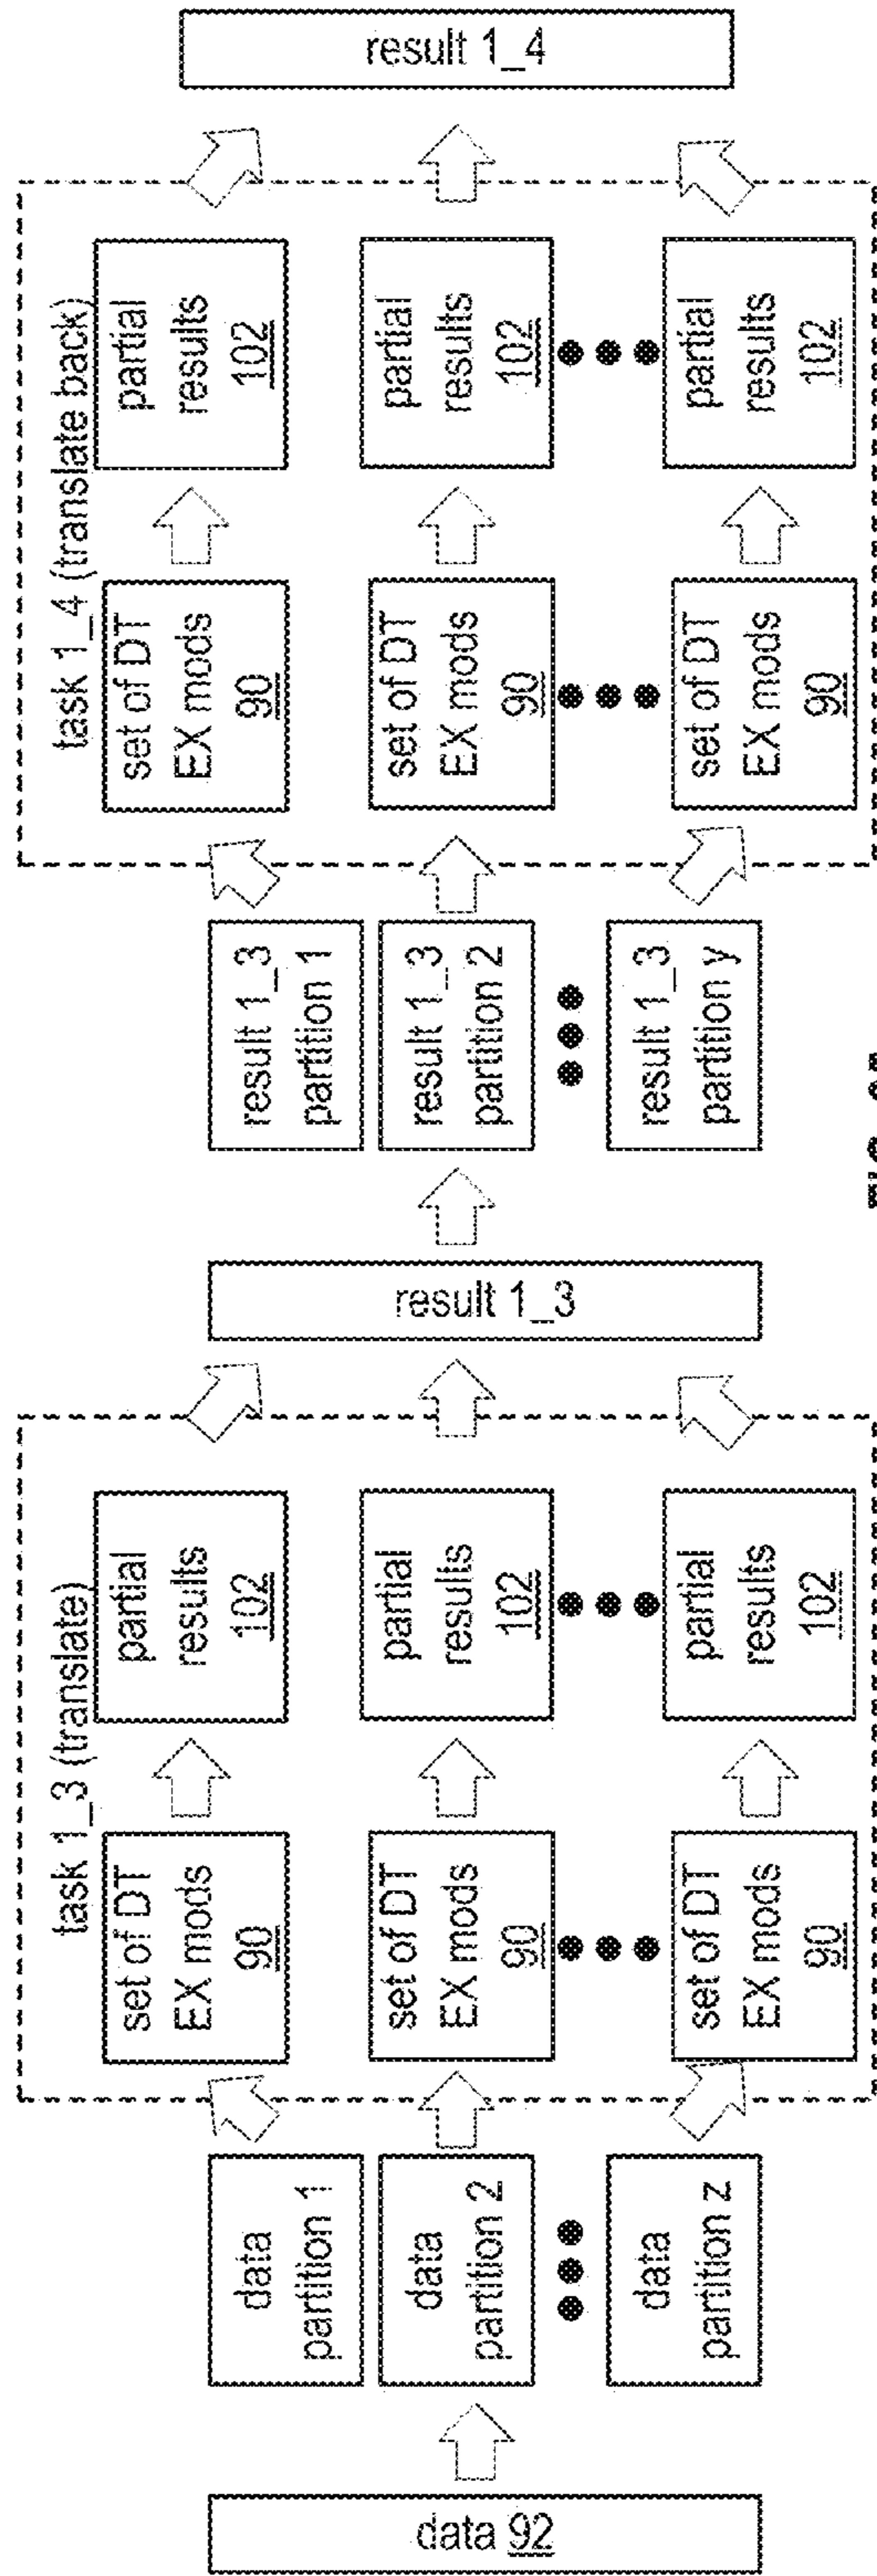 data 92
data
partition 1
data
partition 2
data
partition z
task 1_3 (translate)
set of DT
EX mods
90
set of DT
EX mods
90
set of DT
EX mods
90
partial
results
102
partial
results
102
partial
results
102
result 1_3
result 1_3
partition 1
result 1_3
partition 2
result 1_3
partition y
task 1_4 (translate back)
set of DT
EX mods
90
set of DT
EX mods
90
set of DT
EX mods
90
partial
results
102
partial
results
102
partial
results
102
result 1_4